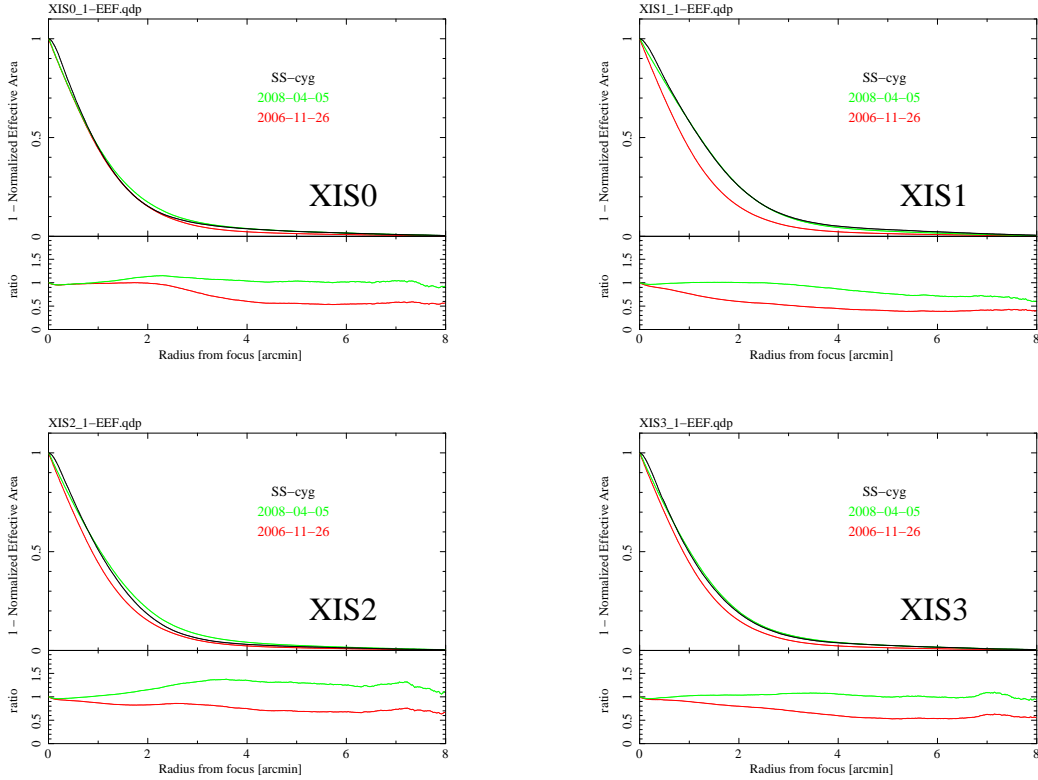 XIS0_1−EEF.qdp
1 − Normalized Effective Area
1
0.5
0
SS−cyg
2008−04−05
2006−11−26
XIS0
ratio
1.5
1
0.5
0
0 2 4 6 8
Radius from focus [arcmin]
XIS1_1−EEF.qdp
1 − Normalized Effective Area
1
0.5
0
SS−cyg
2008−04−05
2006−11−26
XIS1
ratio
1.5
1
0.5
0
0 2 4 6 8
Radius from focus [arcmin]
XIS2_1−EEF.qdp
1 − Normalized Effective Area
1
0.5
0
SS−cyg
2008−04−05
2006−11−26
XIS2
ratio
1.5
1
0.5
0
0 2 4 6 8
Radius from focus [arcmin]
XIS3_1−EEF.qdp
1 − Normalized Effective Area
1
0.5
0
SS−cyg
2008−04−05
2006−11−26
XIS3
ratio
1.5
1
0.5
0
0 2 4 6 8
Radius from focus [arcmin]